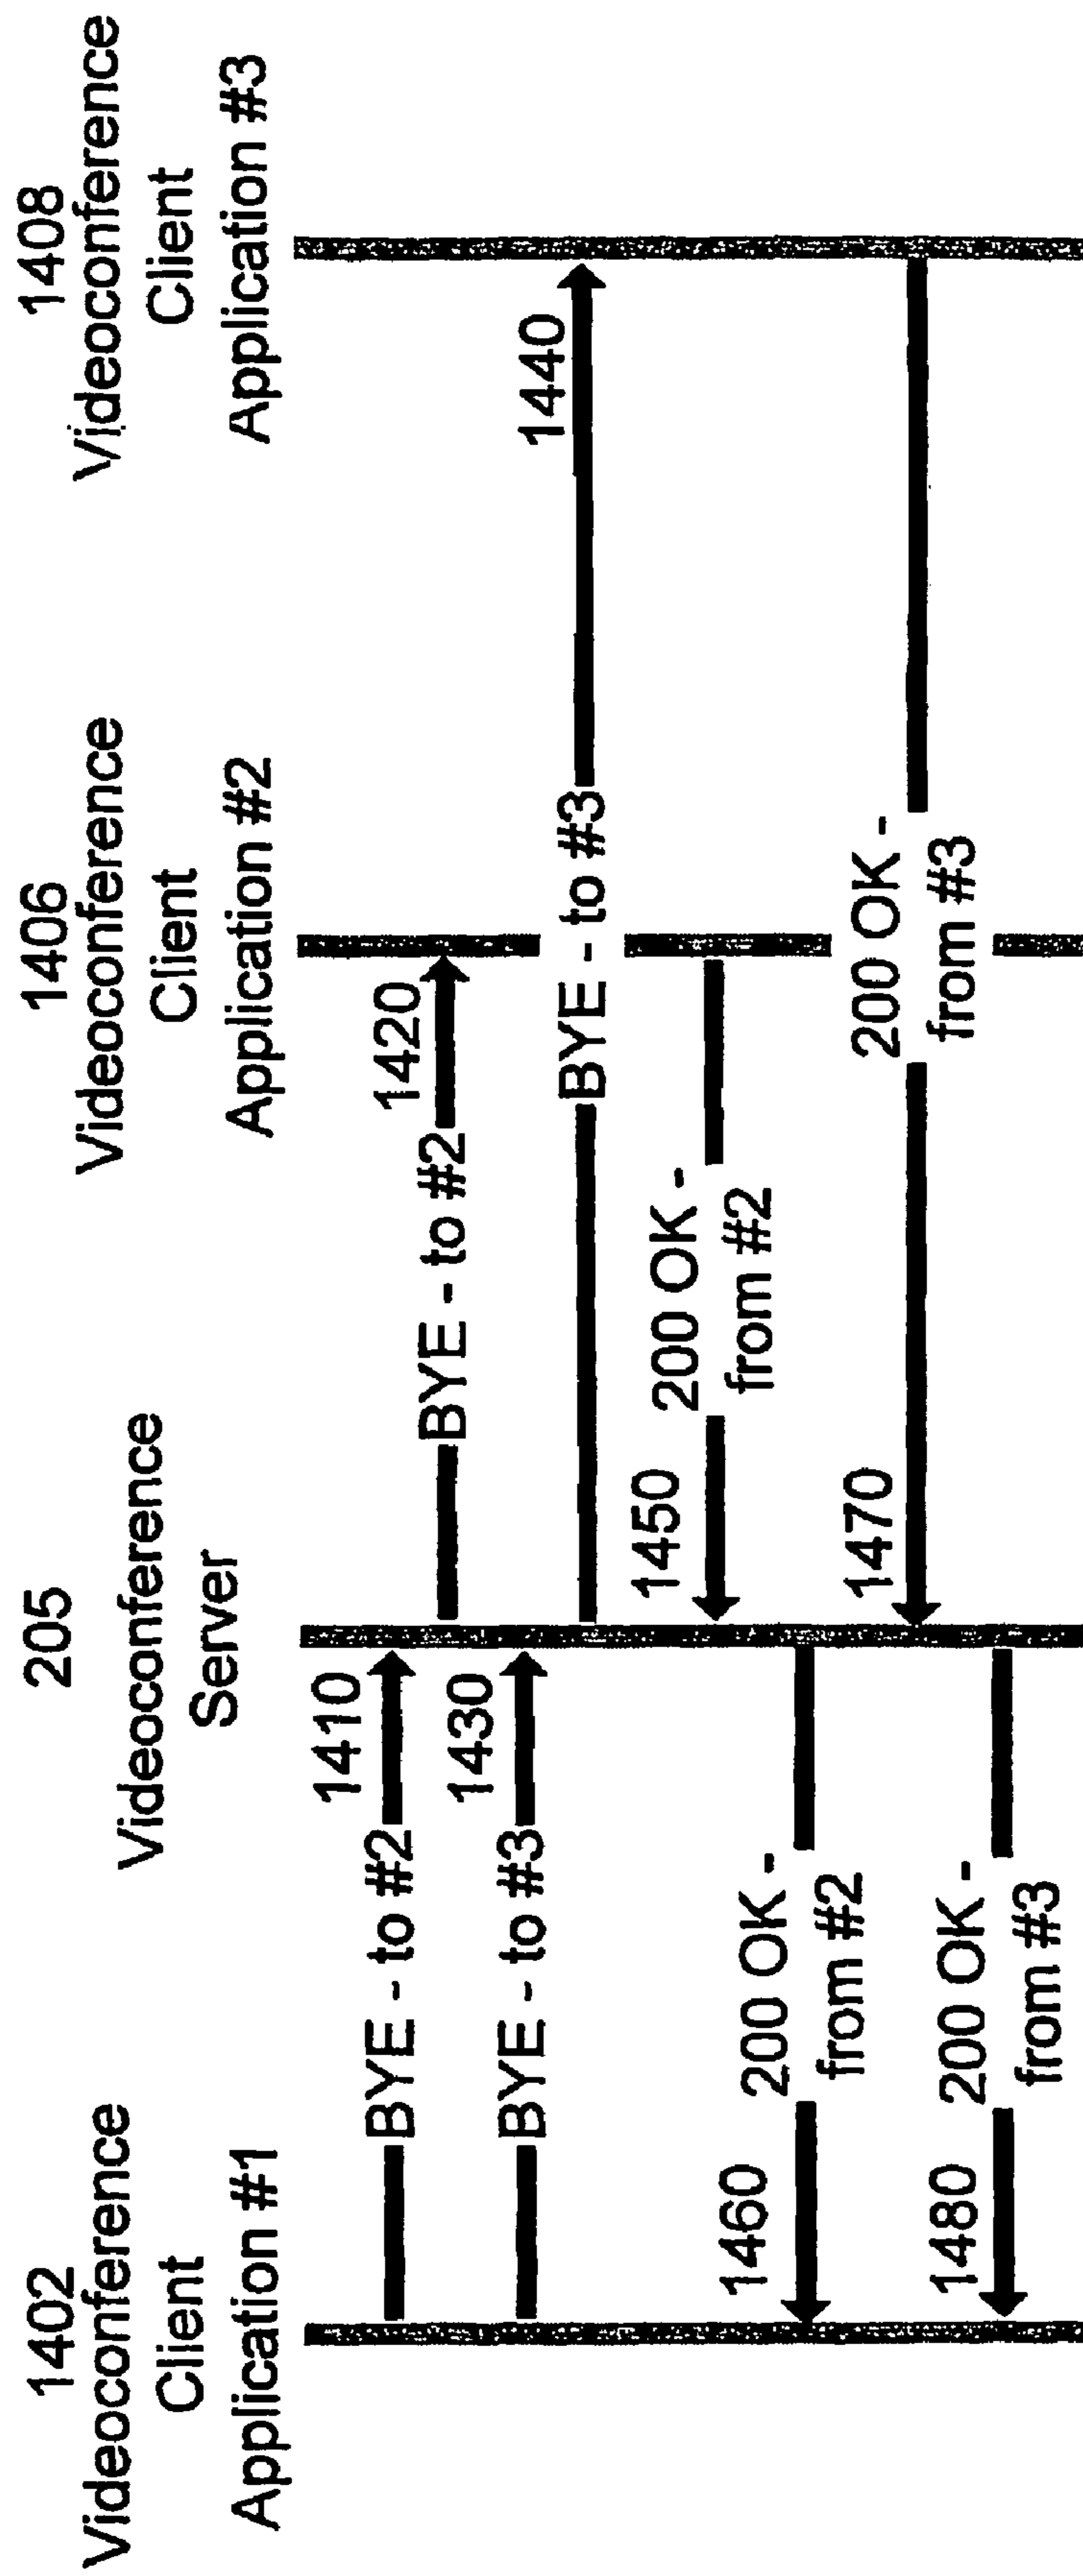 1402
Videoconference
Client
Application #1
205
Videoconference
Server
1406
Videoconference
Client
Application #2
1408
Videoconference
Client
Application #3
BYE - to #2
1410
BYE - to #2
1420
BYE - to #3
1430
BYE - to #3
1440
1450
200 OK -
from #2
1460
200 OK -
from #2
1470
200 OK -
from #3
1480
200 OK -
from #3